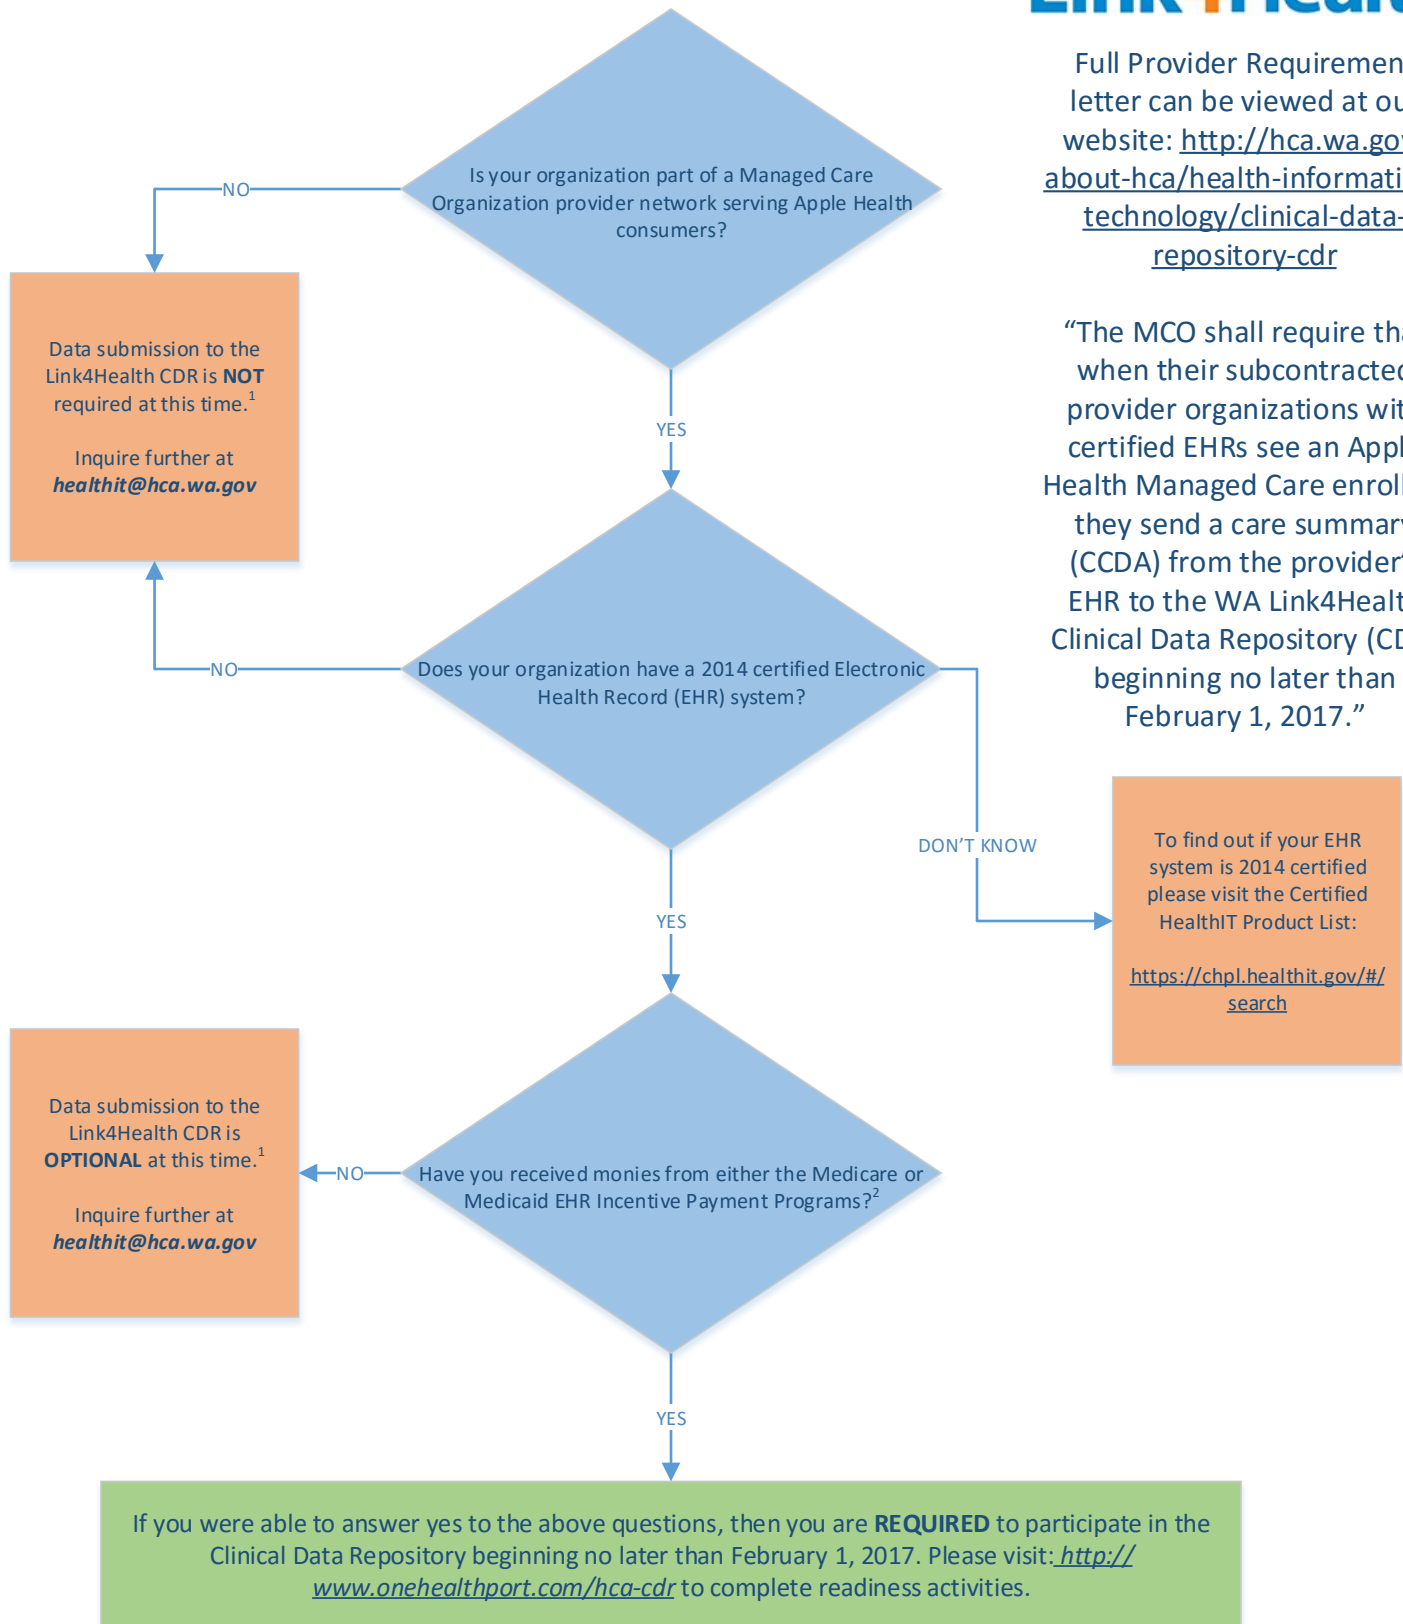 Full Provider Requiremen
letter can be viewed at ou
website: http://hca.wa.gov
about-hca/health-informati
technology/clinical-data-
repository-cdr
“The MCO shall require tha
when their subcontracted
provider organizations wit
certified EHRs see an Appl
Health Managed Care enroll
they send a care summary
(CCDA) from the provider’
EHR to the WA Link4Healt
Clinical Data Repository (CD
beginning no later than
February 1, 2017.”
Is your organization part of a Managed Care
Organization provider network serving Apple Health
consumers?
NO
Data submission to the
Link4Health CDR is NOT
required at this time.1
Inquire further at
healthit@hca.wa.gov
YES
Does your organization have a 2014 certified Electronic
Health Record (EHR) system?
NO
DON’T KNOW
To find out if your EHR
system is 2014 certified
please visit the Certified
HealthIT Product List:
https://chpl.healthit.gov/#/
search
YES
Have you received monies from either the Medicare or
Medicaid EHR Incentive Payment Programs?2
NO
Data submission to the
Link4Health CDR is
OPTIONAL at this time.1
Inquire further at
healthit@hca.wa.gov
YES
If you were able to answer yes to the above questions, then you are REQUIRED to participate in the
Clinical Data Repository beginning no later than February 1, 2017. Please visit: http://
www.onehealthport.com/hca-cdr to complete readiness activities.